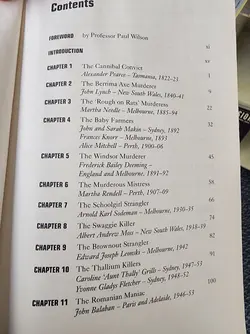 Contents
FOREWORD by Professor Paul Wilson xi
INTRODUCTION xv
CHAPTER 1 The Cannibal Convict 1
Alexander Pearce – Tasmania, 1822–23
CHAPTER 2 The Berrima Axe Murderer 9
John Lynch – New South Wales, 1840–41
CHAPTER 3 The 'Rough on Rats' Murderess 22
Martha Needle – Melbourne, 1885–94
CHAPTER 4 The Baby Farmers 32
John and Sarah Makin – Sydney, 1892
Frances Knorr – Melbourne, 1893
Alice Mitchell – Perth, 1900–06
CHAPTER 5 The Windsor Murderer 45
Frederick Bailey Deeming –
England and Melbourne, 1891–92
CHAPTER 6 The Murderous Mistress 58
Martha Rendell – Melbourne, 1907–09
CHAPTER 7 The Schoolgirl Strangler
Arnold Karl Sodeman – Melbourne, 1930–35 74
CHAPTER 8 The Swaggie Killer
Albert Andrew Moss – New South Wales, 1938–39 82
CHAPTER 9 The Brownout Strangler
Edward Joseph Leonski – Melbourne, 1942 91
CHAPTER 10 The Thallium Killers
Caroline 'Aunt Thally' Grills – Sydney, 1947–53
Yvonne Gladys Fletcher – Sydney, 1948–52 100
CHAPTER 11 The Romanian Maniac
John Balaban – Paris and Adelaide, 1946–53